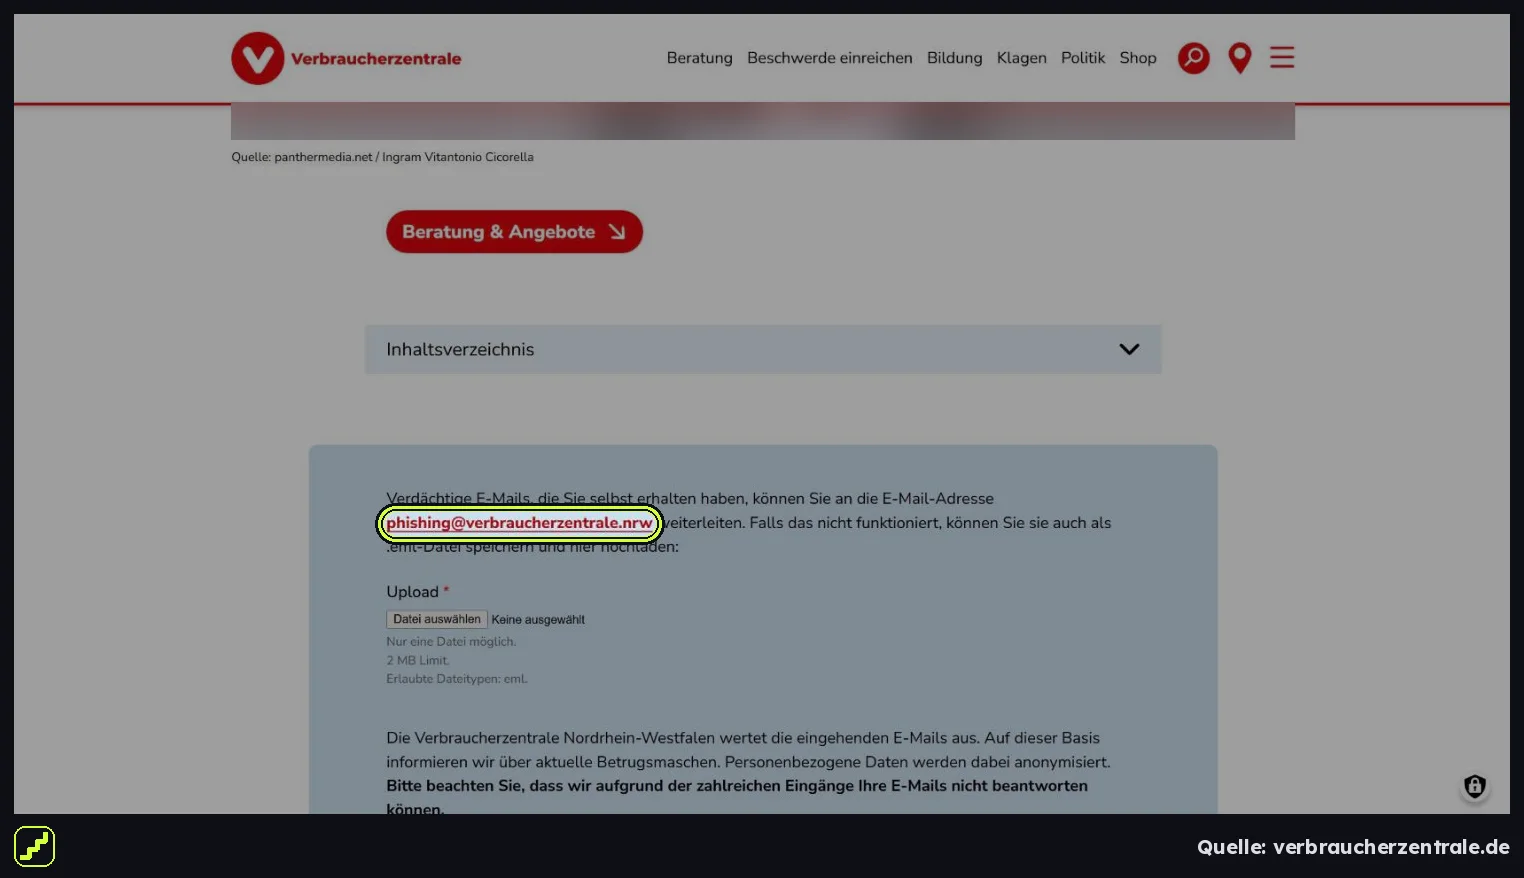 Verbraucherzentrale
Beratung Beschwerde einreichen Bildung Klagen Politik Shop
Quelle: panthermedia.net / Ingram Vitantonio Cicorella
Beratung & Angebote
Inhaltsverzeichnis
Verdächtige E-Mails, die Sie selbst erhalten haben, können Sie an die E-Mail-Adresse
phishing@verbraucherzentrale.nrw weiterleiten. Falls das nicht funktioniert, können Sie sie auch als
.eml-Datei speichern und hier hochladen:
Upload *
Datei auswählen Keine ausgewählt
Nur eine Datei möglich.
2 MB Limit.
Erlaubte Dateitypen: eml.
Die Verbraucherzentrale Nordrhein-Westfalen wertet die eingehenden E-Mails aus. Auf dieser Basis
informieren wir über aktuelle Betrugsmaschen. Personenbezogene Daten werden dabei anonymisiert.
Bitte beachten Sie, dass wir aufgrund der zahlreichen Eingänge Ihre E-Mails nicht beantworten
können.
Quelle: verbraucherzentrale.de